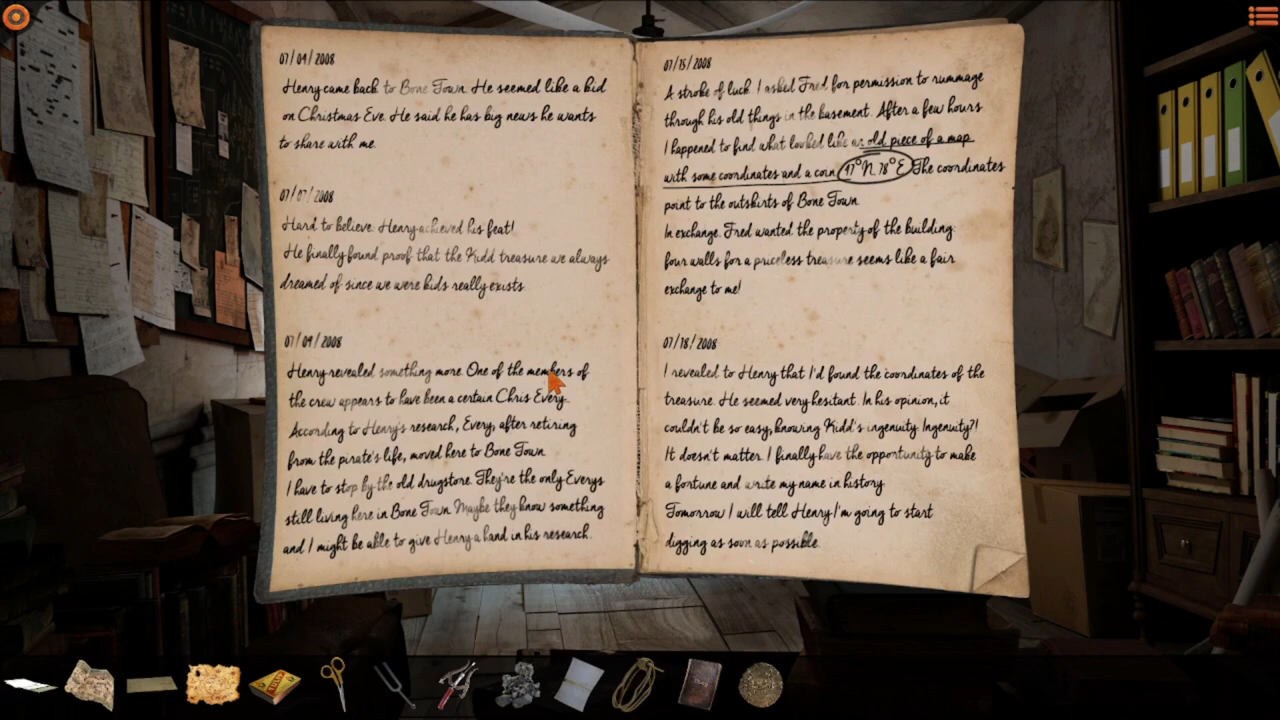 07/04/2008
Henry came back to Bone Town. He seemed like a kid
on Christmas Eve. He said he has big news he wants
to share with me.
07/07/2008
Hard to believe: Henry achieved his feat!
He finally found proof that the Kidd treasure we always
dreamed of since we were kids really exists.
07/09/2008
Henry revealed something more. One of the members of
the crew appears to have been a certain Chris Every.
According to Henry's research, Every, after retiring
from the pirate's life, moved here to Bone Town.
I have to stop by the old drugstore. They're the only Everys
still living here in Bone Town. Maybe they know something
and I might be able to give Henry a hand in his research.
07/15/2008
A stroke of luck. I asked Fred for permission to rummage
through his old things in the basement. After a few hours
I happened to find what looked like an old piece of a map
with some coordinates and a coin 47°N. 78°E The coordinates
point to the outskirts of Bone Town.
In exchange, Fred wanted the property of the building:
four walls for a priceless treasure seems like a fair
exchange to me!
07/18/2008
I revealed to Henry that I'd found the coordinates of the
treasure. He seemed very hesitant. In his opinion, it
couldn't be so easy, knowing Kidd's ingenuity. Ingenuity?!
It doesn't matter. I finally have the opportunity to make
a fortune and write my name in history
Tomorrow I will tell Henry I'm going to start
digging as soon as possible.